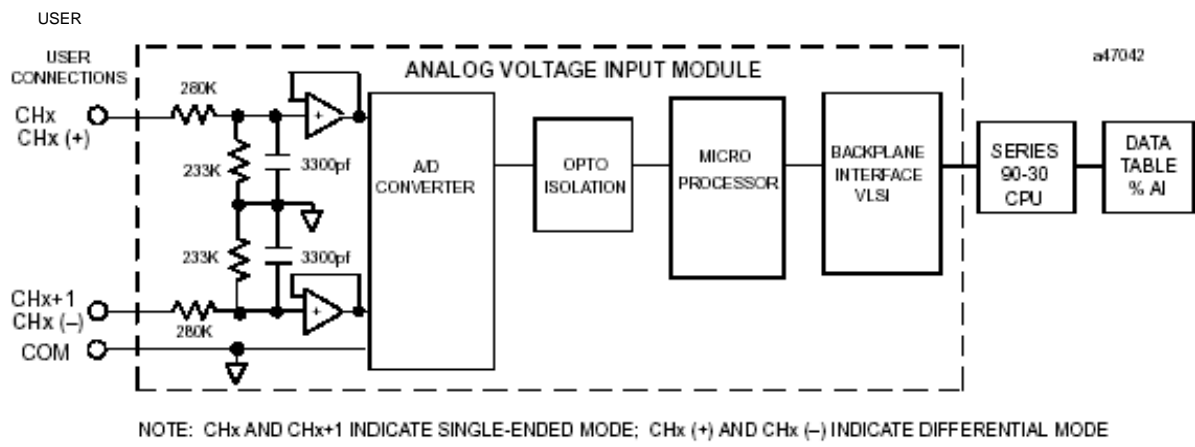 USER
USER
CONNECTIONS
a47042
ANALOG VOLTAGE INPUT MODULE
280K
CHx
CHx (+)
233K
3300pf
A/D
CONVERTER
OPTO
ISOLATION
MICRO
PROCESSOR
BACKPLANE
INTERFACE
VLSI
SERIES
90-30
CPU
DATA
TABLE
% AI
233K
3300pf
CHx+1
CHx (–)
280K
COM
+
+
NOTE: CHx AND CHx+1 INDICATE SINGLE-ENDED MODE; CHx (+) AND CHx (–) INDICATE DIFFERENTIAL MODE